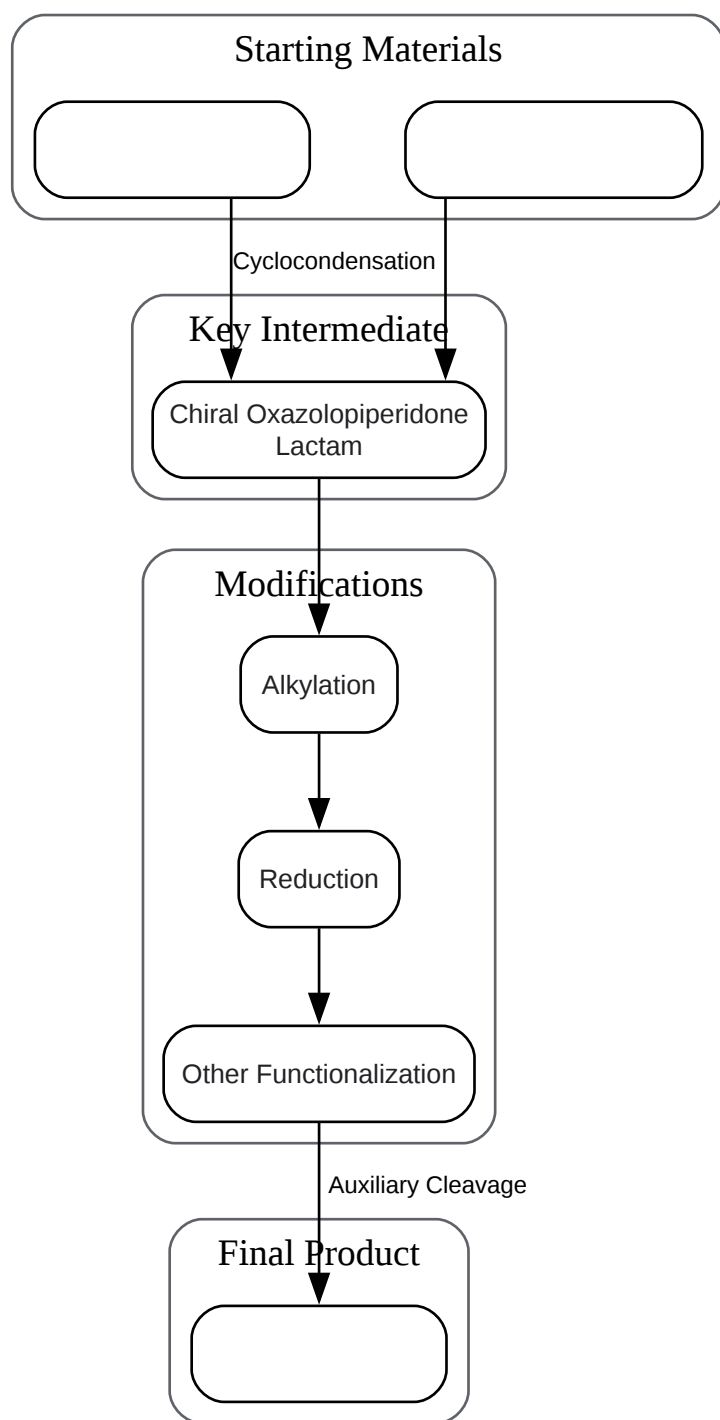 Starting Materials
Cyclocondensation
Key Intermediate
Chiral Oxazolopiperidone
Lactam
Modifications
Alkylation
Reduction
Other Functionalization
Auxiliary Cleavage
Final Product